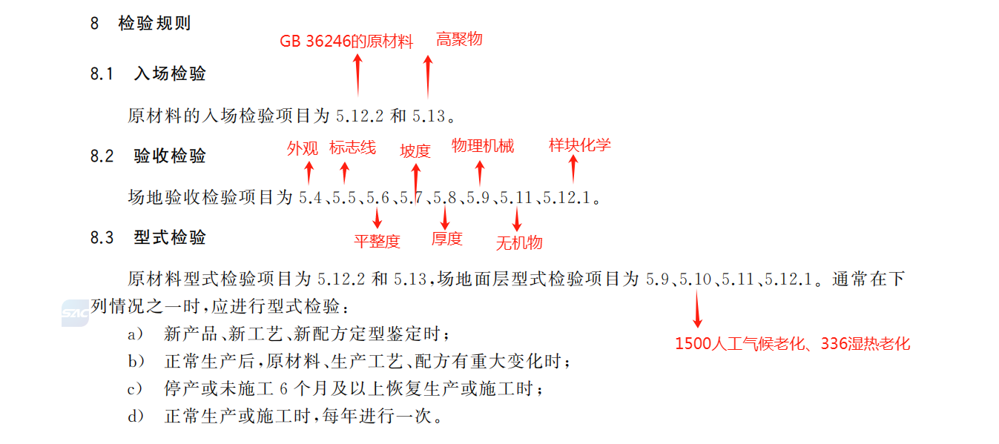 8 检验规则
GB 36246的原材料 高聚物
8.1 入场检验
原材料的入场检验项目为 5.12.2 和 5.13。
外观 标志线 坡度 物理机械 样块化学
8.2 验收检验
场地验收检验项目为 5.4、5.5、5.6、5.7、5.8、5.9、5.11、5.12.1。
平整度 厚度 无机物
8.3 型式检验
原材料型式检验项目为 5.12.2 和 5.13,场地面层型式检验项目为 5.9、5.10、5.11、5.12.1。通常在下
SAC 列情况之一时,应进行型式检验:
a) 新产品、新工艺、新配方定型鉴定时;
1500人工气候老化、336湿热老化
b) 正常生产后,原材料、生产工艺、配方有重大变化时;
c) 停产或未施工 6 个月及以上恢复生产或施工时;
d) 正常生产或施工时,每年进行一次。